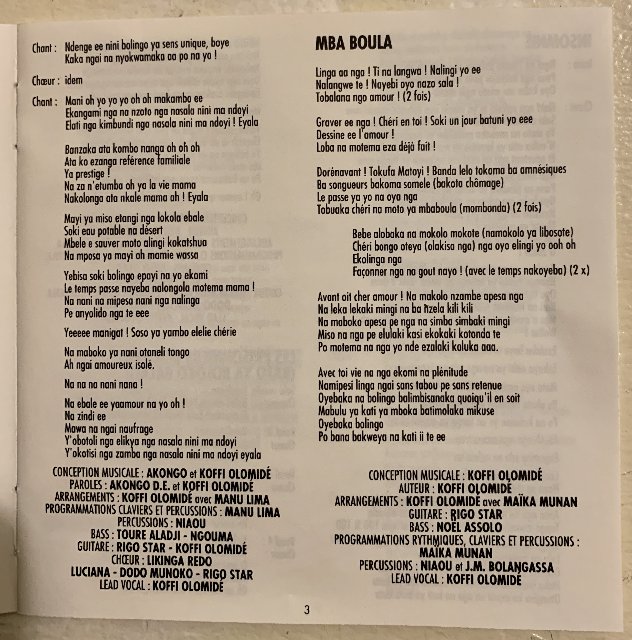 Chant : Ndenge ee nini bolingo ya sens unique, boye
Kaka ngai na nyokwamaka aa po na yo !
Chœur : idem
Chant : Mani oh yo yo yo oh oh makambo ee
Ekangami nga na nzoto nga nasala nini ma ndoyi
Elati nga kimbundi nga nasala nini ma ndoyi ! Eyala
Banzaka ata kombo nanga oh oh oh
Ata ko ezanga reférence familiale
Ya prestige !
Na za n'etumba oh ya la vie mama
Nakolonga ata nkale mama ah ! Eyala
Mayi ya miso etangi nga lokola ebale
Soki eau potable na désert
Mbele e sauver moto alingi kokatshua
Na mposa ya mayi oh mamie wassa
Yebisa soki bolingo epayi na yo ekami
Le temps passe nayeba nalongola motema mama !
Na nani na mipesa nani nga nalinga
Pe anyolido nga te eee
Yeeeee manigat ! Soso ya yambo elelie chérie
Na maboko ya nani otaneli tongo
Ah ngai amoureux isolé.
Na na no nani nana !
Na ebale ee yaamour na yo oh !
Na zindi ee
Mawa na ngai naufrage
Y'obotoli nga elikya nga nasala nini ma ndoyi
Y'okotisi nga zamba nga nasala nini ma ndoyi eyala
CONCEPTION MUSICALE : AKONGO et KOFFI OLOMIDÉ
PAROLES : AKONGO D.E. et KOFFI OLOMIDÉ
ARRANGEMENTS : KOFFI OLOMIDÉ avec MANU LIMA
PROGRAMMATIONS CLAVIERS ET PERCUSSIONS : MANU LIMA
PERCUSSIONS : NIAOU
BASS : TOURE ALADJI - NGOUMA
GUITARE : RIGO STAR - KOFFI OLOMIDÉ
CHŒUR : LIKINGA REDO
LUCIANA - DODO MUNOKO - RIGO STAR
LEAD VOCAL : KOFFI OLOMIDÉ
MBA BOULA
Linga aa nga ! Ti na langwa ! Nalingi yo ee
Nalangwe te ! Nayebi oyo nazo sala !
Tobalana ngo amour ! (2 fois)
Graver ee nga ! Chéri en toi ! Soki un jour batuni yo eee
Dessine ee l'amour !
Loba na motema eza déjà fait !
Dorénavant ! Tokufa Matoyi ! Banda lelo tokoma ba amnésiques
Ba songueurs bakoma somele (bakota chômage)
Le passe ya yo na oyo nga
Tobuaka chéri na moto ya mbaboula (mombonda) (2 fois)
Bebe alobaka na mokolo mokote (namokolo ya libosote)
Chéri bongo oteya (olakisa nga) nga oyo elingi yo ooh oh
Ekolinga nga
Façonner nga na gout nayo ! (avec le temps nakoyeba) (2 x)
Avant oit cher amour ! Na makolo nzambe apesa nga
Na leka lekaki mingi na ba ltzela kili kili
Na maboko apesa pe nga na simba simbaki mingi
Miso na nga pe elulaki kasi ekokaki kotonda te
Po motema na nga yo nde ezalaki koluka aaa.
Avec toi vie na nga ekomi na plénitude
Namipesi linga ngai sans tabou pe sans retenue
Oyebaka na bolingo balimbisanaka quoiqu'il en soit
Mabulu ya kati ya mboka batimolaka mikuse
Oyebaka bolingo
Po bana bakweya na kati ii te ee
CONCEPTION MUSICALE : KOFFI OLOMIDÉ
AUTEUR : KOFFI OLOMIDÉ
ARRANGEMENTS : KOFFI OLOMIDÉ avec MAÏKA MUNAN
GUITARE : RIGO STAR
BASS : NOËL ASSOLO
PROGRAMMATIONS RYTHMIQUES, CLAVIERS ET PERCUSSIONS :
MAÏKA MUNAN
PERCUSSIONS : NIAOU et J.M. BOLANGASSA
LEAD VOCAL : KOFFI OLOMIDÉ
3